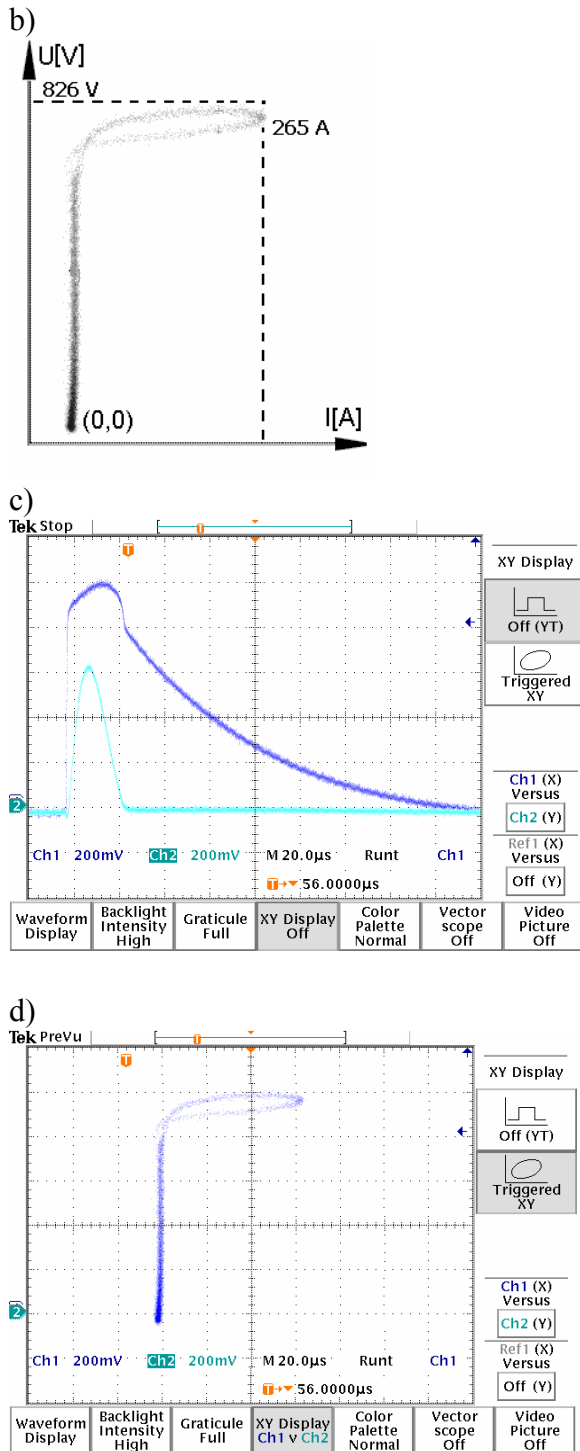 b)
U[V]
826 V
265 A
(0,0)
I[A]
c)
Tek Stop
T
XY Display
Off (YT)
Triggered
XY
2
Ch1 (X)
Versus
Ch2 (Y)
Ref1 (X)
Versus
Off (Y)
Ch1 200mV Ch2 200mV M 20.0µs Runt Ch1
T→▼ 56.0000µs
Waveform Display
Backlight Intensity High
Graticule Full
XY Display Off
Color Palette Normal
Vector scope Off
Video Picture Off
d)
Tek PreVu
T
XY Display
Off (YT)
Triggered
XY
2
Ch1 (X)
Versus
Ch2 (Y)
Ref1 (X)
Versus
Off (Y)
Ch1 200mV Ch2 200mV M 20.0µs Runt Ch1
T→▼ 56.0000µs
Waveform Display
Backlight Intensity High
Graticule Full
XY Display Ch1 v Ch2
Color Palette Normal
Vector scope Off
Video Picture Off